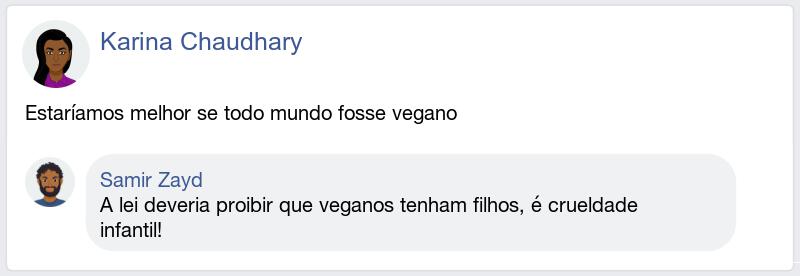 Karina Chaudhary
Estaríamos melhor se todo mundo fosse vegano
Samir Zayd
A lei deveria proibir que veganos tenham filhos, é crueldade
infantil!